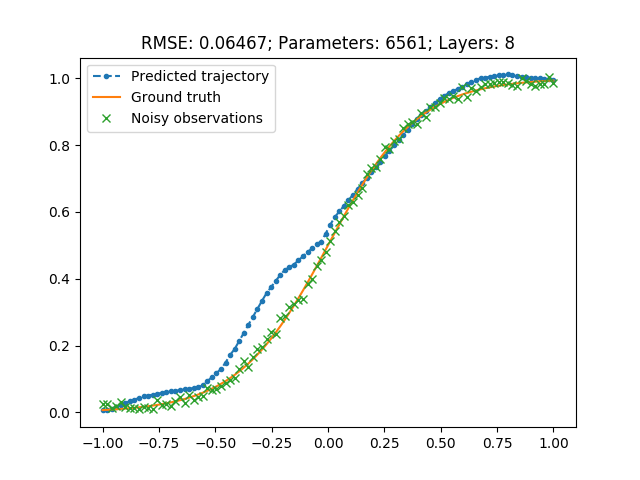 RMSE: 0.06467; Parameters: 6561; Layers: 8
Predicted trajectory
Ground truth
Noisy observations
1.0
0.8
0.6
0.4
0.2
0.0
−1.00 −0.75 −0.50 −0.25 0.00 0.25 0.50 0.75 1.00